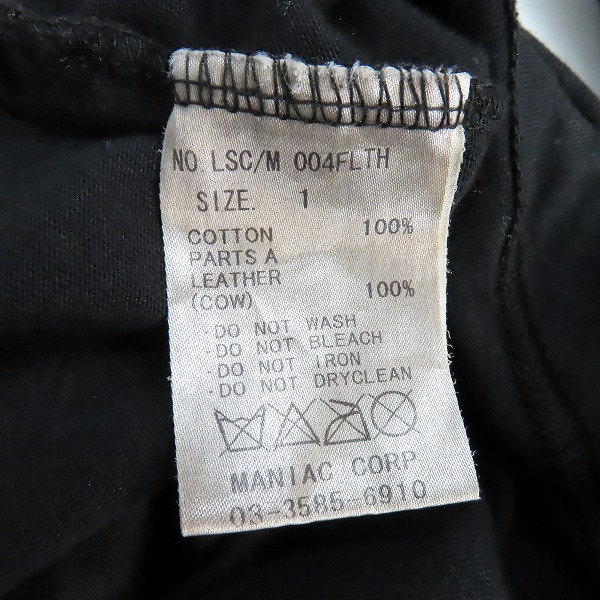 NO.LSC/M 004FLTH
SIZE. 1
COTTON 100%
PARTS A
LEATHER
(COW) 100%
·DO NOT WASH
·DO NOT BLEACH
·DO NOT IRON
·DO NOT DRYCLEAN
MANIAC CORP
03-3585-6910